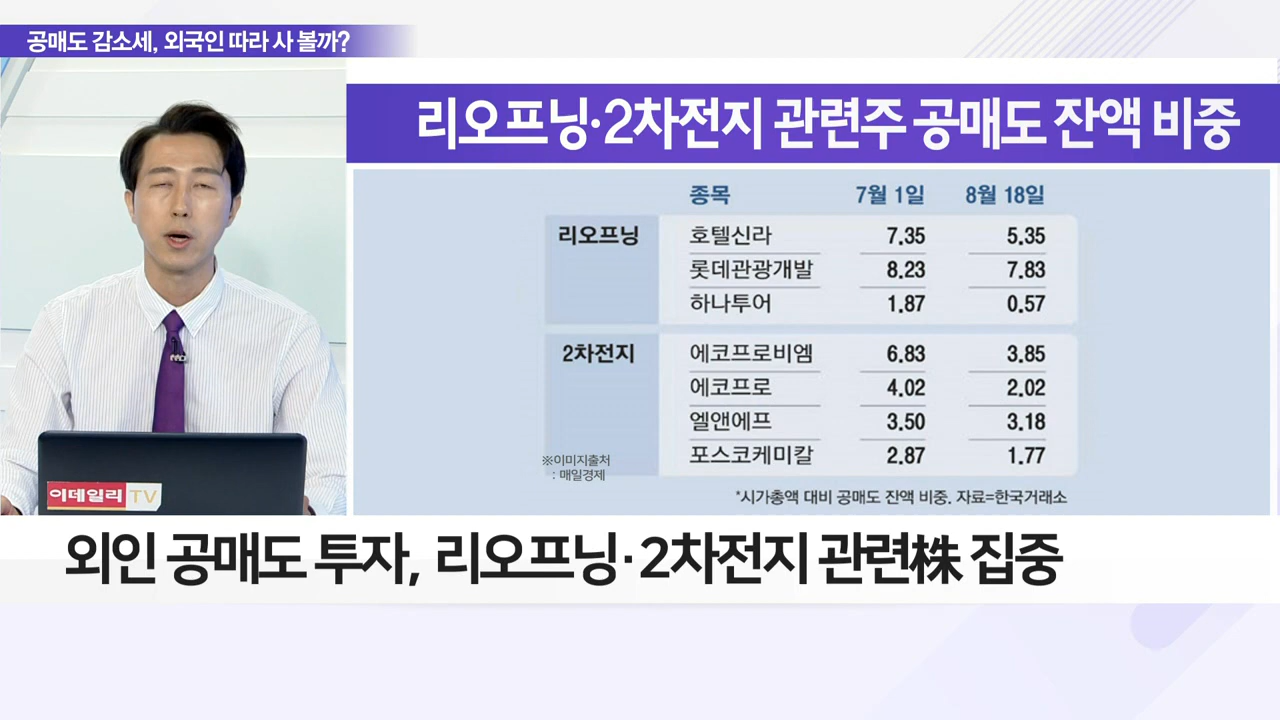 공매도 감소세, 외국인 따라 사 볼까?
리오프닝·2차전지 관련주 공매도 잔액 비중
종목 7월 1일 8월 18일
리오프닝 호텔신라 7.35 5.35
롯데관광개발 8.23 7.83
하나투어 1.87 0.57
2차전지 에코프로비엠 6.83 3.85
에코프로 4.02 2.02
엘앤에프 3.50 3.18
포스코케미칼 2.87 1.77
※이미지출처
: 매일경제
*시가총액 대비 공매도 잔액 비중. 자료=한국거래소
이데일리 TV
외인 공매도 투자, 리오프닝·2차전지 관련株 집중